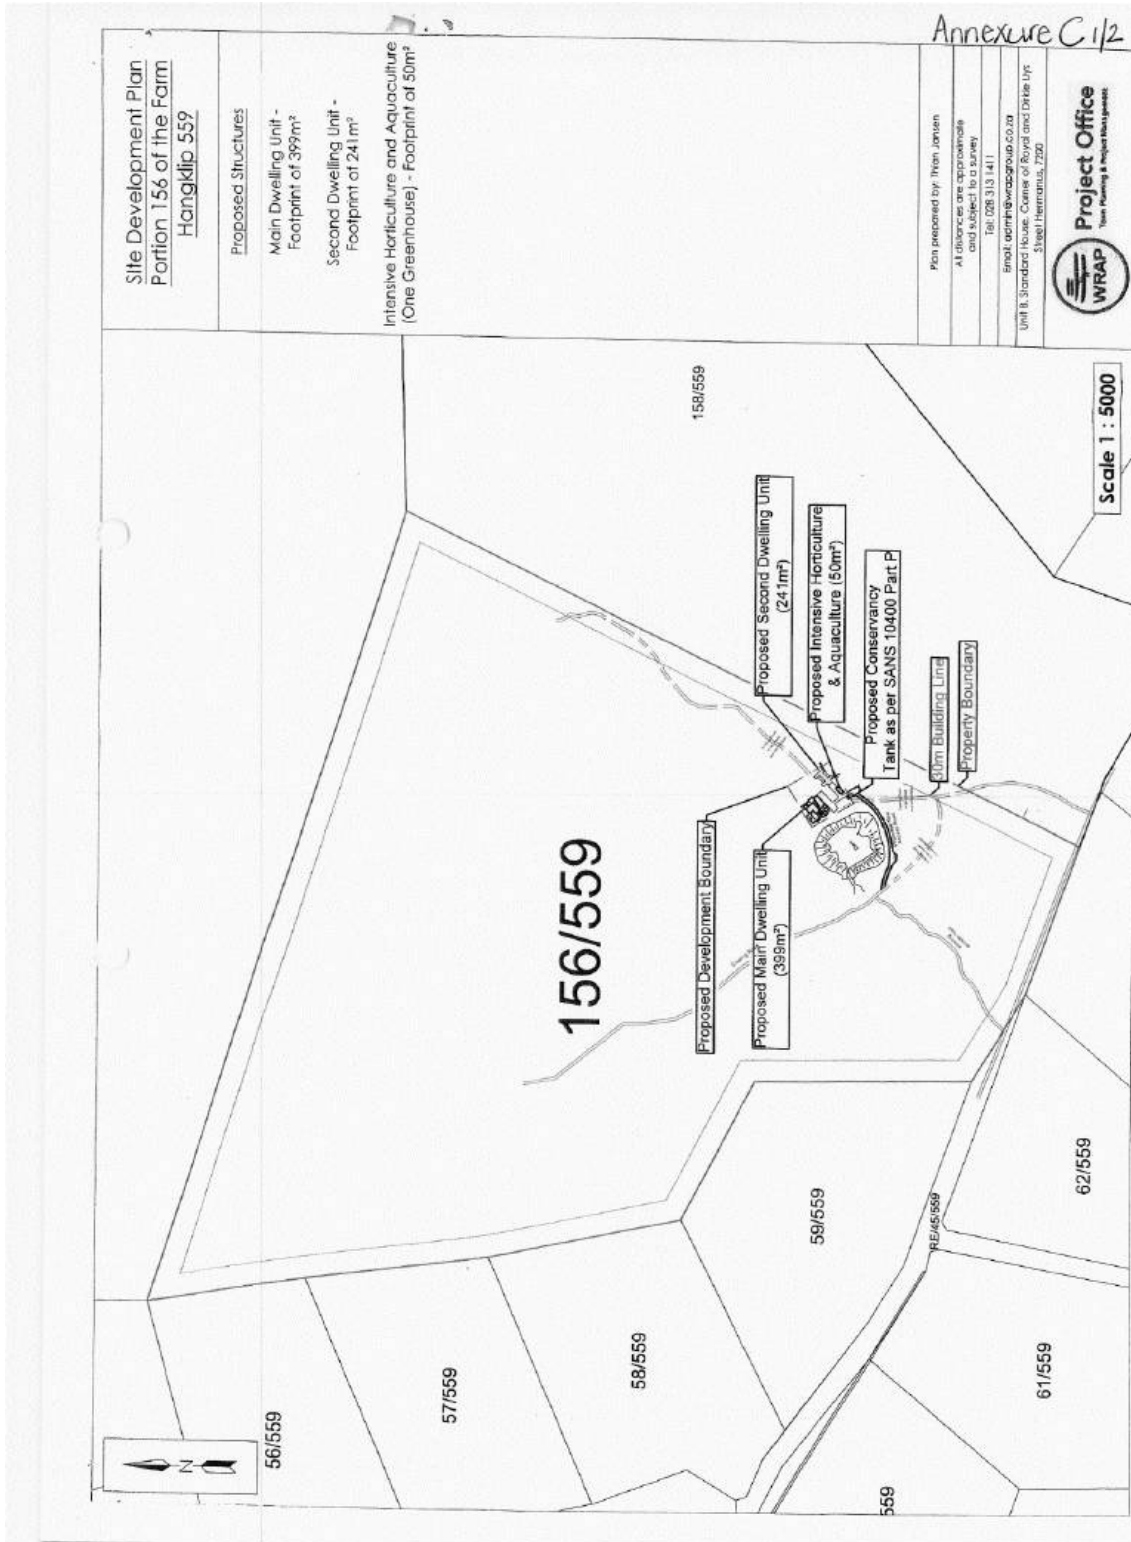 Annexure C 1/2
Site Development Plan
Portion 156 of the Farm
Hangklip 559
Proposed Structures
Main Dwelling Unit -
Footprint of 399m²
Second Dwelling Unit -
Footprint of 241m²
Intensive Horticulture and Aquaculture
(One Greenhouse) - Footprint of 50m²
Plan prepared by: Thian Jansen
All distances are approximate
and subject to a survey
Tel: 028 313 1411
Email: admin@wrapgroup.co.za
Unit B, Standard House, Corner of Royal and Dirkie Uys
Street Hermanus, 7200
WRAP
Project Office
Town Planning & Project Management
158/559
Scale 1 : 5000
Proposed Second Dwelling Unit
(241m²)
Proposed Intensive Horticulture
& Aquaculture (50m²)
Proposed Conservancy
Tank as per SANS 10400 Part P
30m Building Line
Property Boundary
156/559
Proposed Development Boundary
Proposed Main Dwelling Unit
(399m²)
N
56/559
57/559
58/559
59/559
RE/45/559
62/559
61/559
559